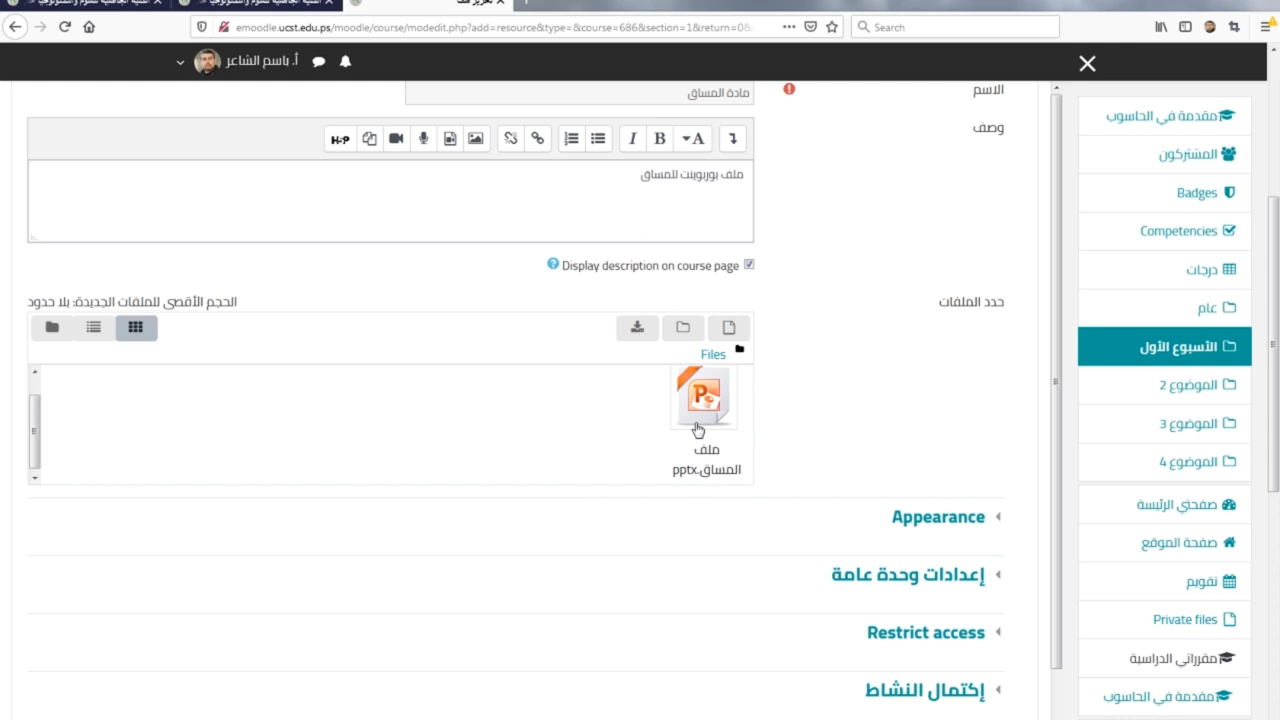 تحرير ملف
emoodle.ucst.edu.ps/moodle/course/modedit.php?add=resource&type=&course=686&section=1&return=0&
Search
أ. باسم الشاعر
الاسم
مادة المساق
وصف
H-P
I B A
ملف بوربوينت للمساق
Display description on course page
حدد الملفات
الحجم الأقصى للملفات الجديدة: بلا حدود
Files
ملف
المساق.pptx
Appearance
إعدادات وحدة عامة
Restrict access
إكتمال النشاط
مقدمة في الحاسوب
المشتركون
Badges
Competencies
درجات
عام
الأسبوع الأول
الموضوع 2
الموضوع 3
الموضوع 4
صفحتي الرئيسة
صفحة الموقع
تقويم
Private files
مقرراتي الدراسية
مقدمة في الحاسوب